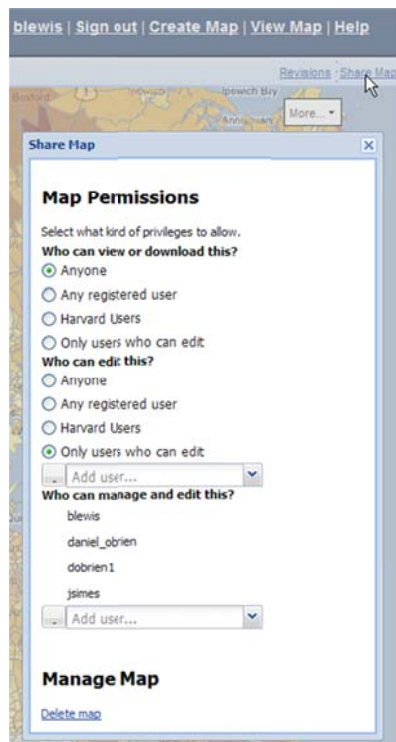 blewis | Sign out | Create Map | View Map | Help
Revisions Share Map
Ipswich Bay
More...
Share Map
Map Permissions
Select what kind of privileges to allow.
Who can view or download this?
Anyone
Any registered user
Harvard Users
Only users who can edit
Who can edit this?
Anyone
Any registered user
Harvard Users
Only users who can edit
Add user...
Who can manage and edit this?
blewis
daniel_obrien
dobrien1
jsimes
Add user...
Manage Map
Delete map